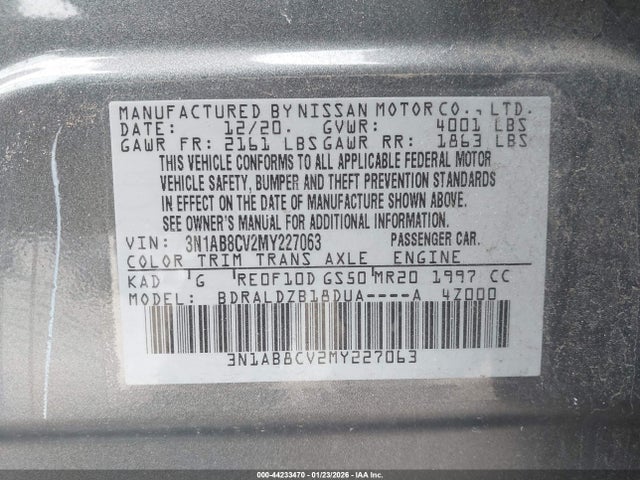 MANUFACTURED BY NISSAN MOTOR CO., LTD.
DATE: 12/20. GVWR: 4001 LBS
GAWR FR: 2161 LBS GAWR RR: 1863 LBS
THIS VEHICLE CONFORMS TO ALL APPLICABLE FEDERAL MOTOR
VEHICLE SAFETY, BUMPER AND THEFT PREVENTION STANDARDS
IN EFFECT ON THE DATE OF MANUFACTURE SHOWN ABOVE.
SEE OWNER'S MANUAL FOR ADDITIONAL INFORMATION.
VIN: 3N1AB8CV2MY227063 PASSENGER CAR.
COLOR TRIM TRANS AXLE ENGINE
KAD G RE0F10D GS50 MR20 1997 CC
MODEL: BDRALDZB18DUA----A 4Z000
3N1AB8CV2MY227063
000-44233470 - 01/23/2026 - IAA Inc.